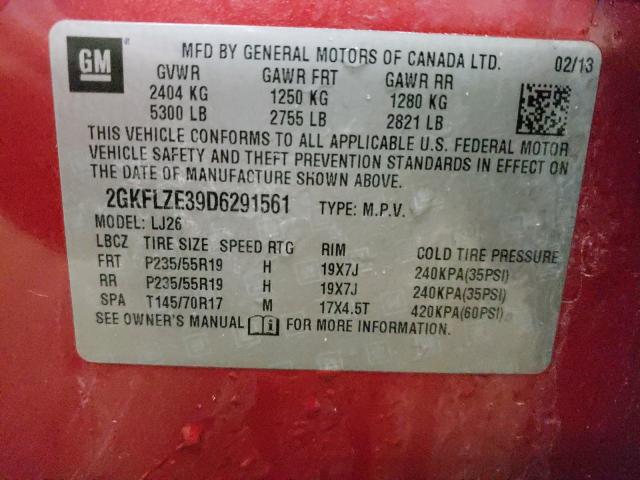 GM
MFD BY GENERAL MOTORS OF CANADA LTD. 02/13
GVWR GAWR FRT GAWR RR
2404 KG 1250 KG 1280 KG
5300 LB 2755 LB 2821 LB
THIS VEHICLE CONFORMS TO ALL APPLICABLE U.S. FEDERAL MOTOR
VEHICLE SAFETY AND THEFT PREVENTION STANDARDS IN EFFECT ON
THE DATE OF MANUFACTURE SHOWN ABOVE.
2GKFLZE39D6291561 TYPE: M.P.V.
MODEL: LJ26
LBCZ TIRE SIZE SPEED RTG RIM COLD TIRE PRESSURE
FRT P235/55R19 H 19X7J 240KPA(35PSI)
RR P235/55R19 H 19X7J 240KPA(35PSI)
SPA T145/70R17 M 17X4.5T 420KPA(60PSI)
SEE OWNER'S MANUAL FOR MORE INFORMATION.